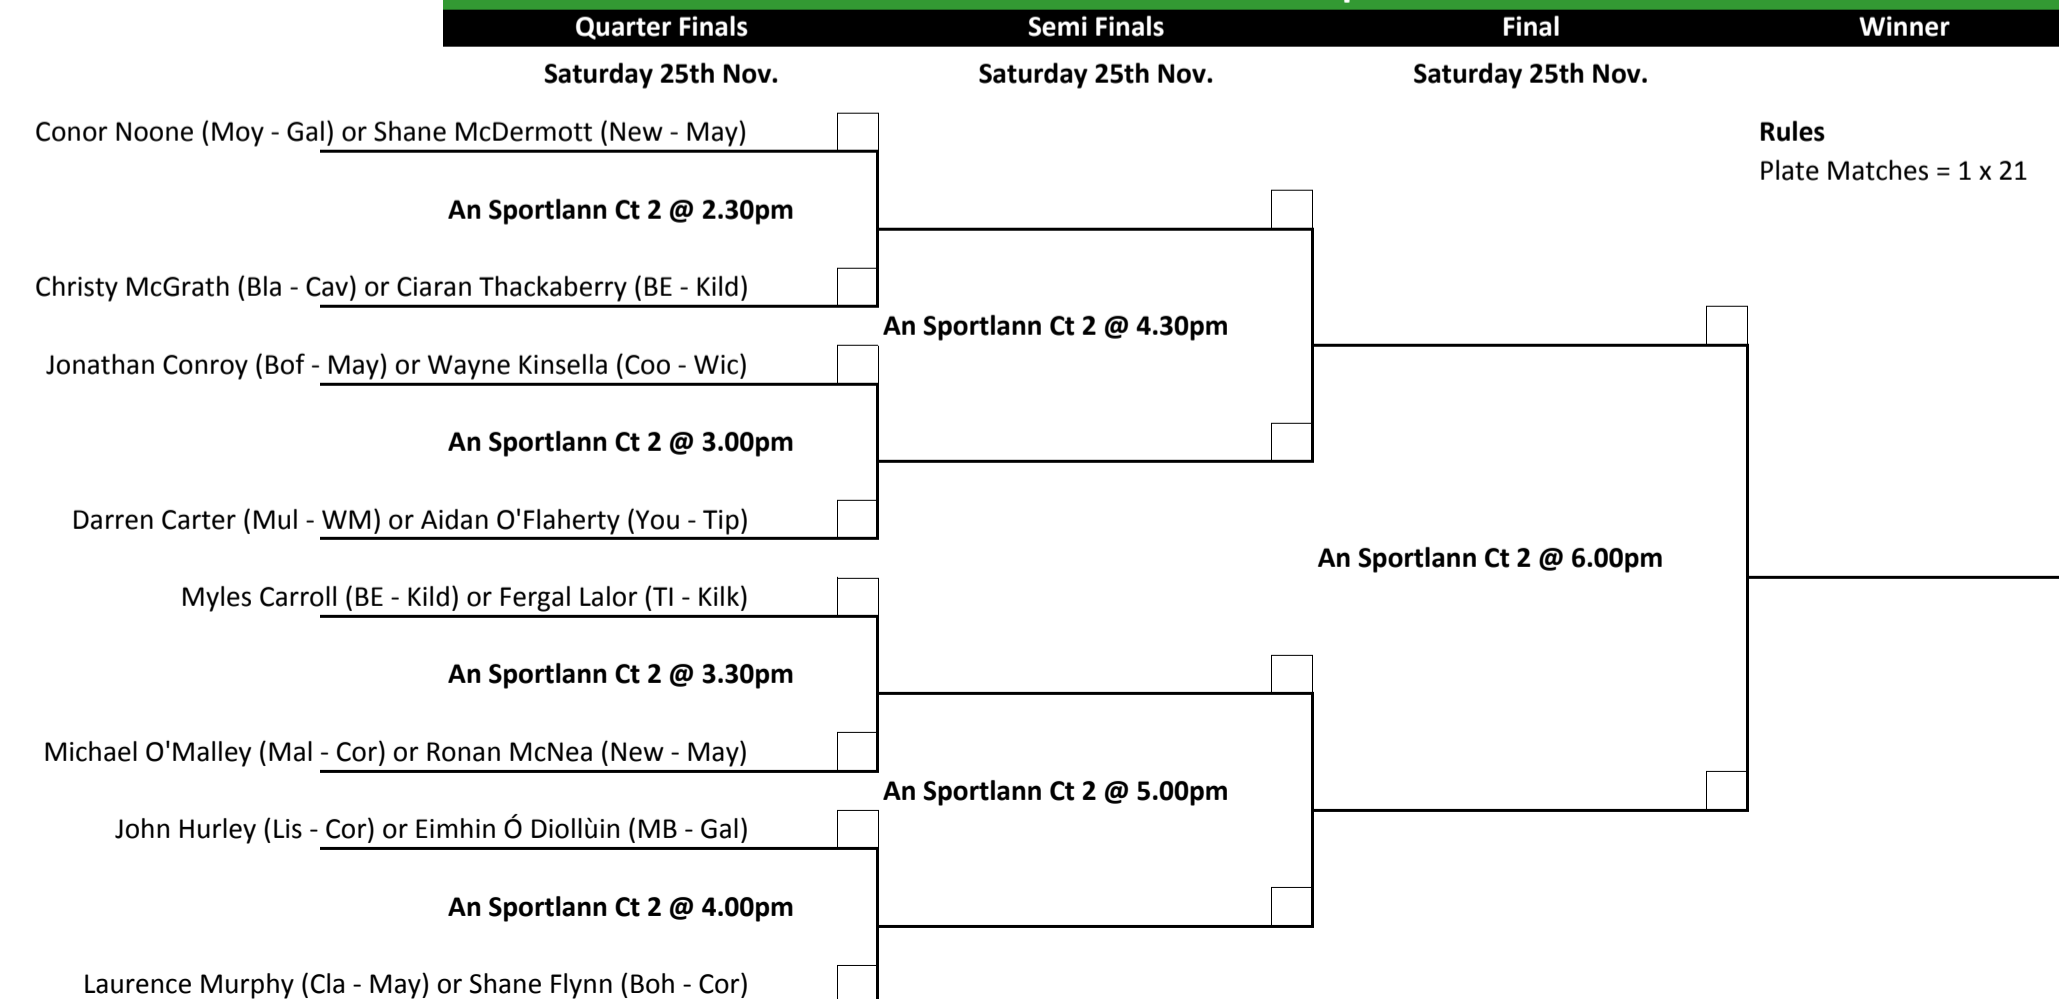 Quarter Finals Semi Finals Final Winner
Saturday 25th Nov. Saturday 25th Nov. Saturday 25th Nov.
Conor Noone (Moy - Gal) or Shane McDermott (New - May)
Rules
Plate Matches = 1 x 21
An Sportlann Ct 2 @ 2.30pm
Christy McGrath (Bla - Cav) or Ciaran Thackaberry (BE - Kild)
An Sportlann Ct 2 @ 4.30pm
Jonathan Conroy (Bof - May) or Wayne Kinsella (Coo - Wic)
An Sportlann Ct 2 @ 3.00pm
Darren Carter (Mul - WM) or Aidan O'Flaherty (You - Tip)
An Sportlann Ct 2 @ 6.00pm
Myles Carroll (BE - Kild) or Fergal Lalor (TI - Kilk)
An Sportlann Ct 2 @ 3.30pm
Michael O'Malley (Mal - Cor) or Ronan McNea (New - May)
An Sportlann Ct 2 @ 5.00pm
John Hurley (Lis - Cor) or Eimhin Ó Diollùin (MB - Gal)
An Sportlann Ct 2 @ 4.00pm
Laurence Murphy (Cla - May) or Shane Flynn (Boh - Cor)